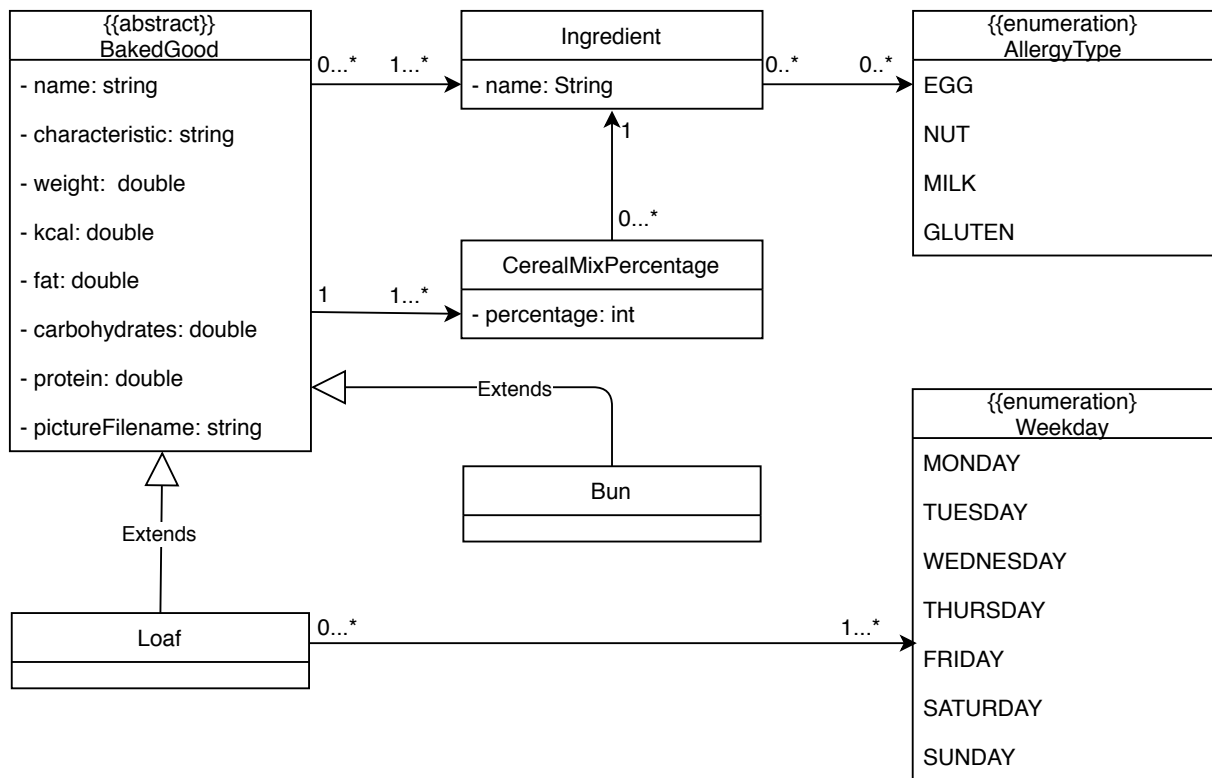 {{abstract}}
BakedGood
- name: string
- characteristic: string
- weight:  double
- kcal: double
- fat: double
- carbohydrates: double
- protein: double
- pictureFilename: string
0...*
1...*
Ingredient
- name: String
0..*
0..*
{{enumeration}
AllergyType
EGG
NUT
MILK
GLUTEN
1
0...*
1
1...*
CerealMixPercentage
- percentage: int
Extends
Bun
Extends
Loaf
0...*
1...*
{{enumeration}
Weekday
MONDAY
TUESDAY
WEDNESDAY
THURSDAY
FRIDAY
SATURDAY
SUNDAY